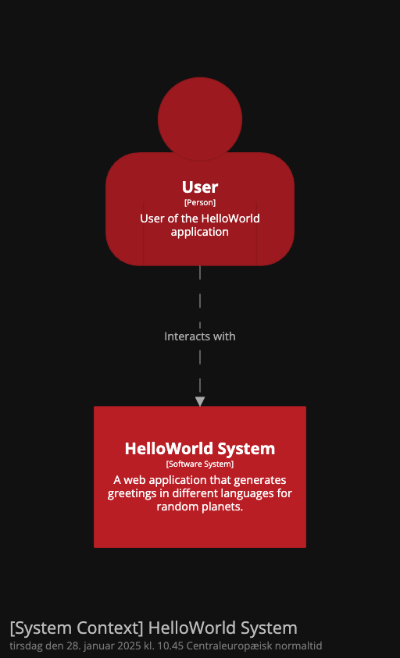 User
[Person]
User of the HelloWorld
application
Interacts with
HelloWorld System
[Software System]
A web application that generates
greetings in different languages for
random planets.
[System Context] HelloWorld System
tirsdag den 28. januar 2025 kl. 10.45 Centraleuropæisk normaltid